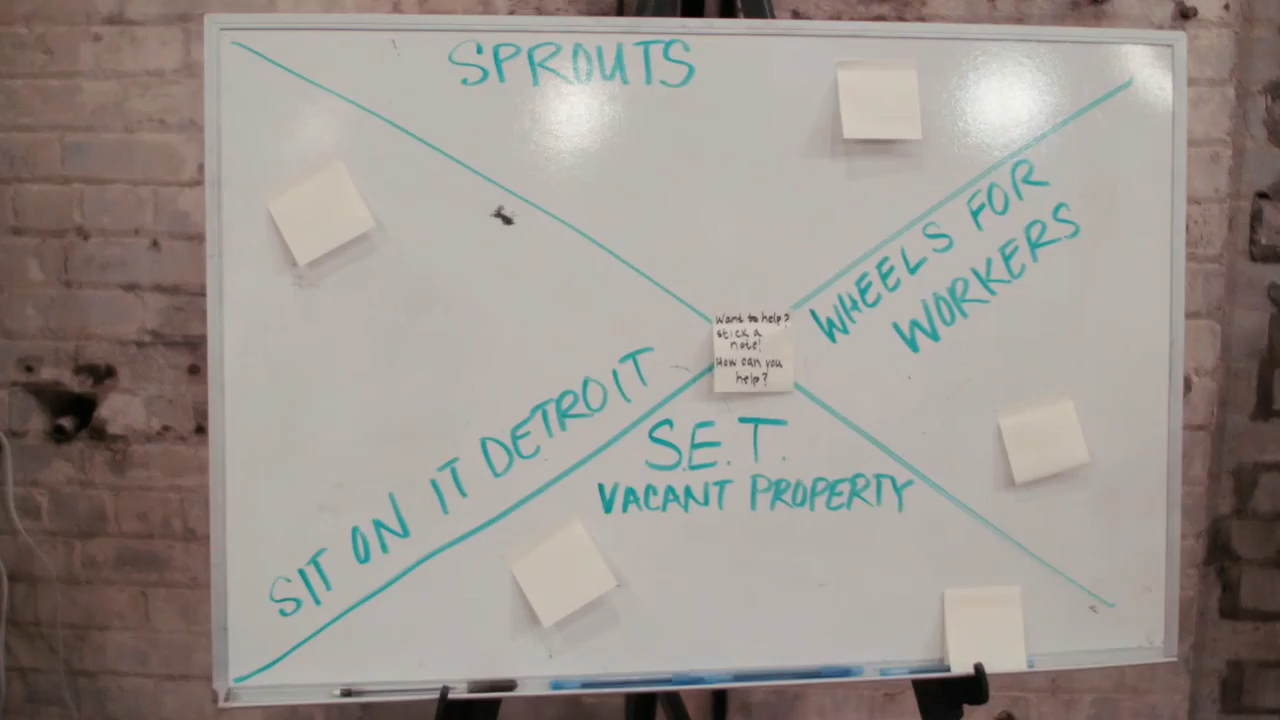 SPROUTS
WHEELS FOR
WORKERS
Want to help?
stick a
note!
How can you
help?
SIT ON IT DETROIT
S.E.T.
VACANT PROPERTY